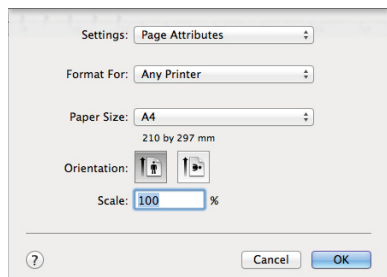 Settings: Page Attributes
Format For: Any Printer
Paper Size: A4
210 by 297 mm
Orientation:
Scale: 100 %
? Cancel OK